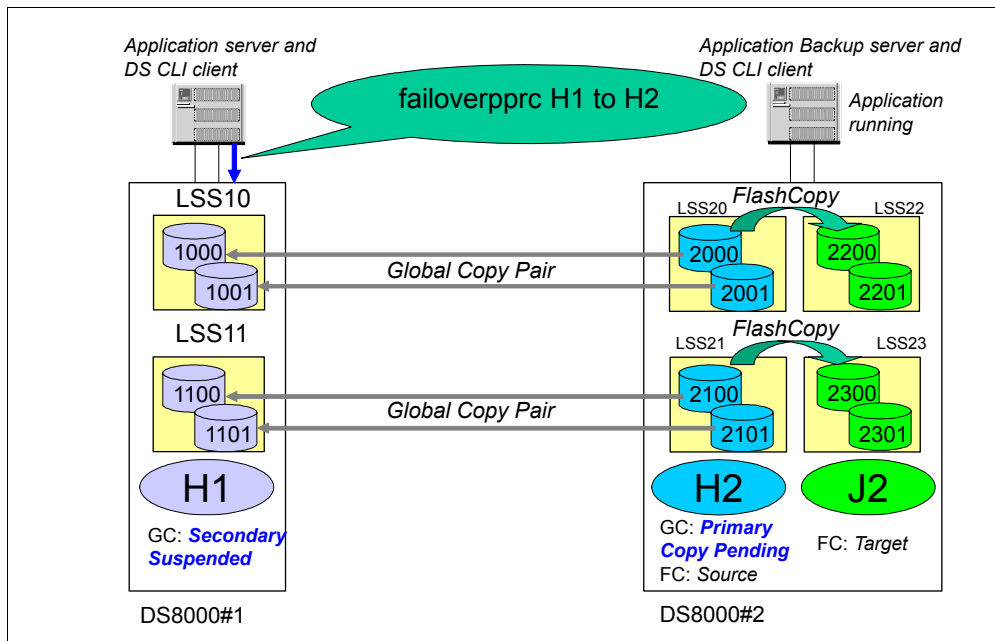 Application server and
DS CLI client
failoverpprc H1 to H2
Application Backup server and
DS CLI client
Application
running
LSS10
1000
1001
Global Copy Pair
FlashCopy
LSS20
LSS22
2000
2001
2200
2201
LSS11
1100
1101
Global Copy Pair
FlashCopy
LSS21
LSS23
2100
2101
2300
2301
H1
GC: Secondary
Suspended
H2
GC: Primary
Copy Pending
FC: Source
J2
FC: Target
DS8000#1
DS8000#2